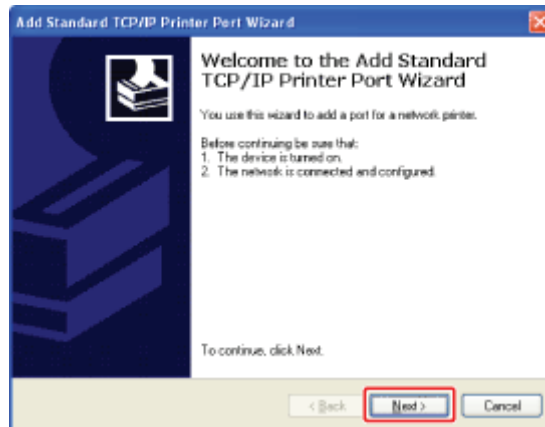 Add Standard TCP/IP Printer Port Wizard
Welcome to the Add Standard
TCP/IP Printer Port Wizard
You use this wizard to add a port for a network printer.
Before continuing be sure that:
1. The device is turned on.
2. The network is connected and configured.
To continue, click Next.
< Back
Next >
Cancel